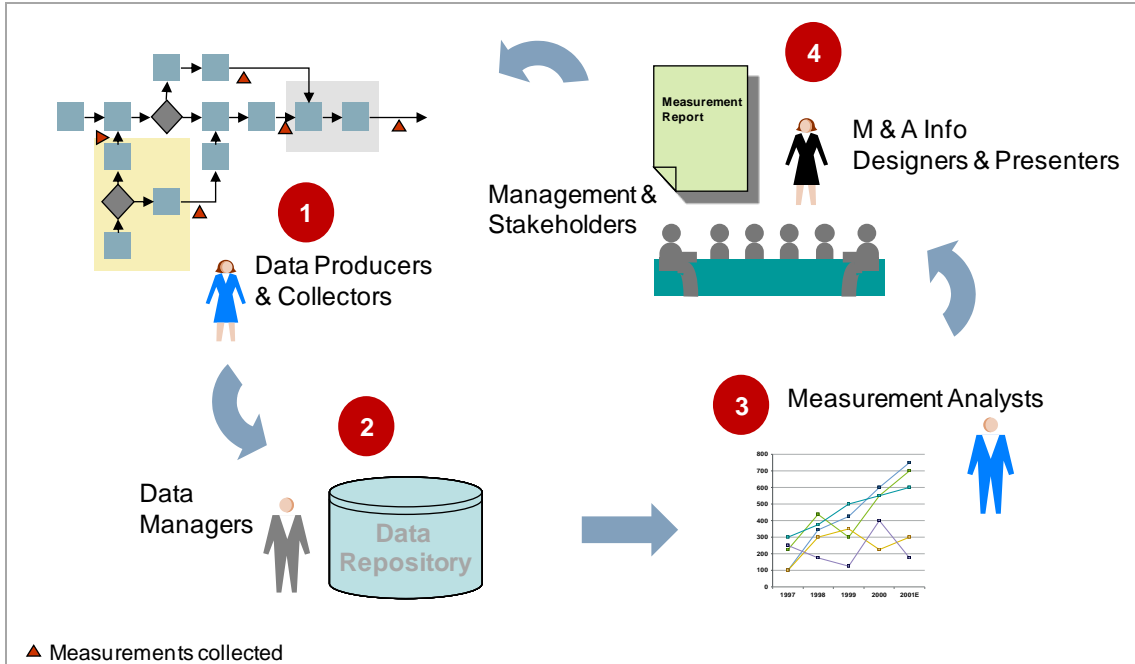 1
Data Producers
& Collectors
2
Data
Managers
Data
Repository
3
Measurement Analysts
800
700
600
500
400
300
200
100
0
1997 1998 1999 2000 2001E
4
Measurement
Report
M & A Info
Designers & Presenters
Management &
Stakeholders
Measurements collected